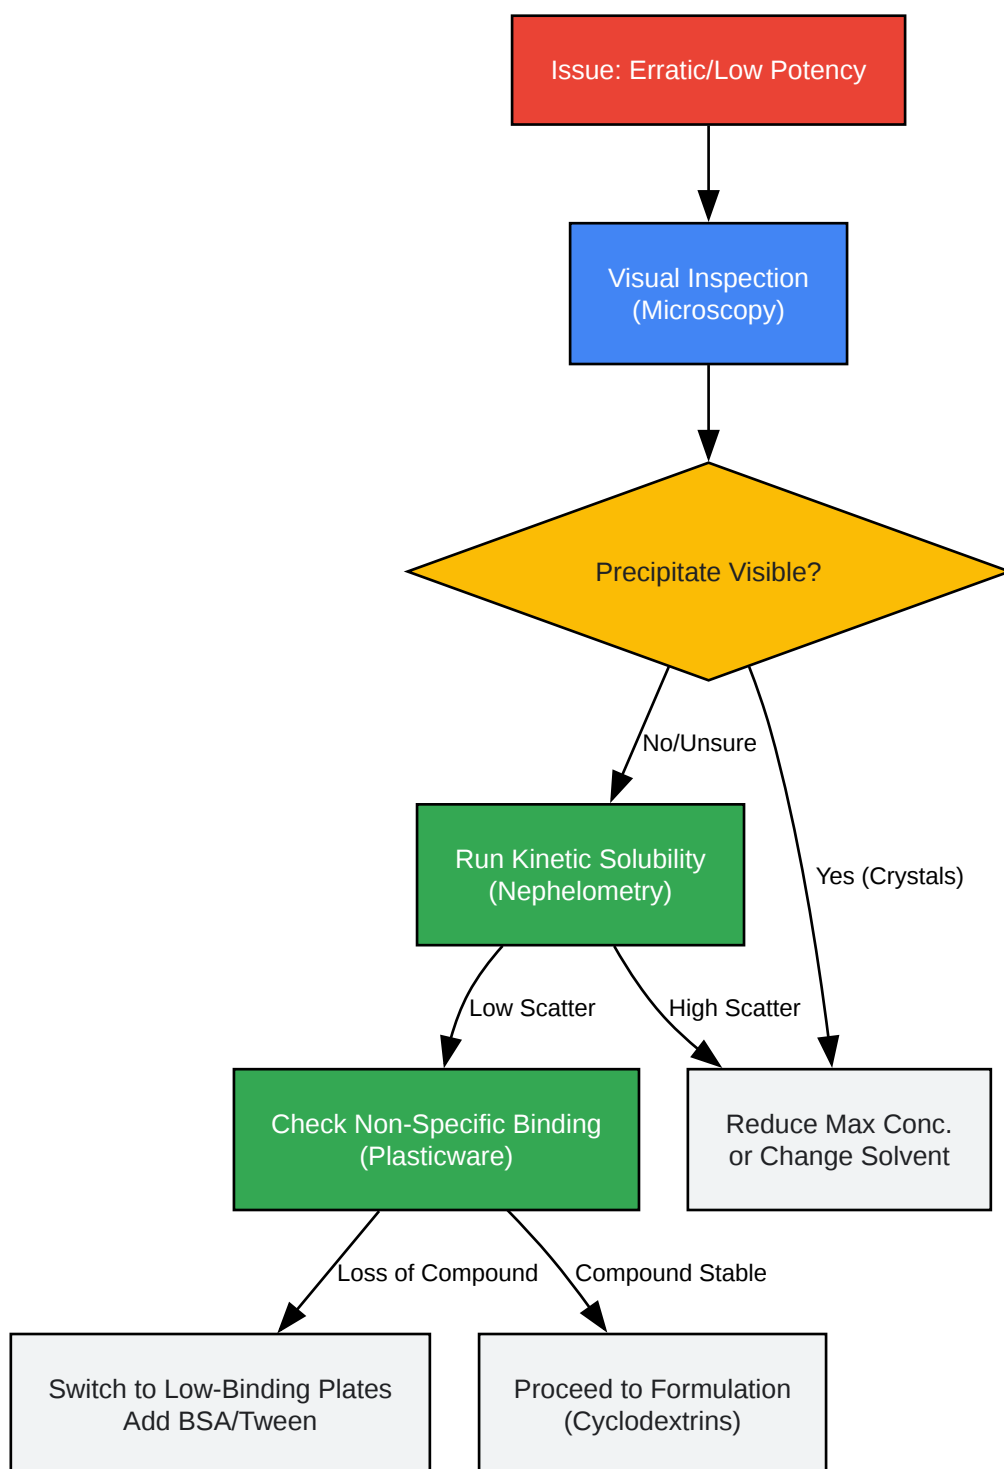 Issue: Erratic/Low Potency
Visual Inspection
(Microscopy)
Precipitate Visible?
No/Unsure
Yes (Crystals)
Run Kinetic Solubility
(Nephelometry)
Low Scatter
High Scatter
Check Non-Specific Binding
(Plasticware)
Reduce Max Conc.
or Change Solvent
Loss of Compound
Compound Stable
Switch to Low-Binding Plates
Add BSA/Tween
Proceed to Formulation
(Cyclodextrins)